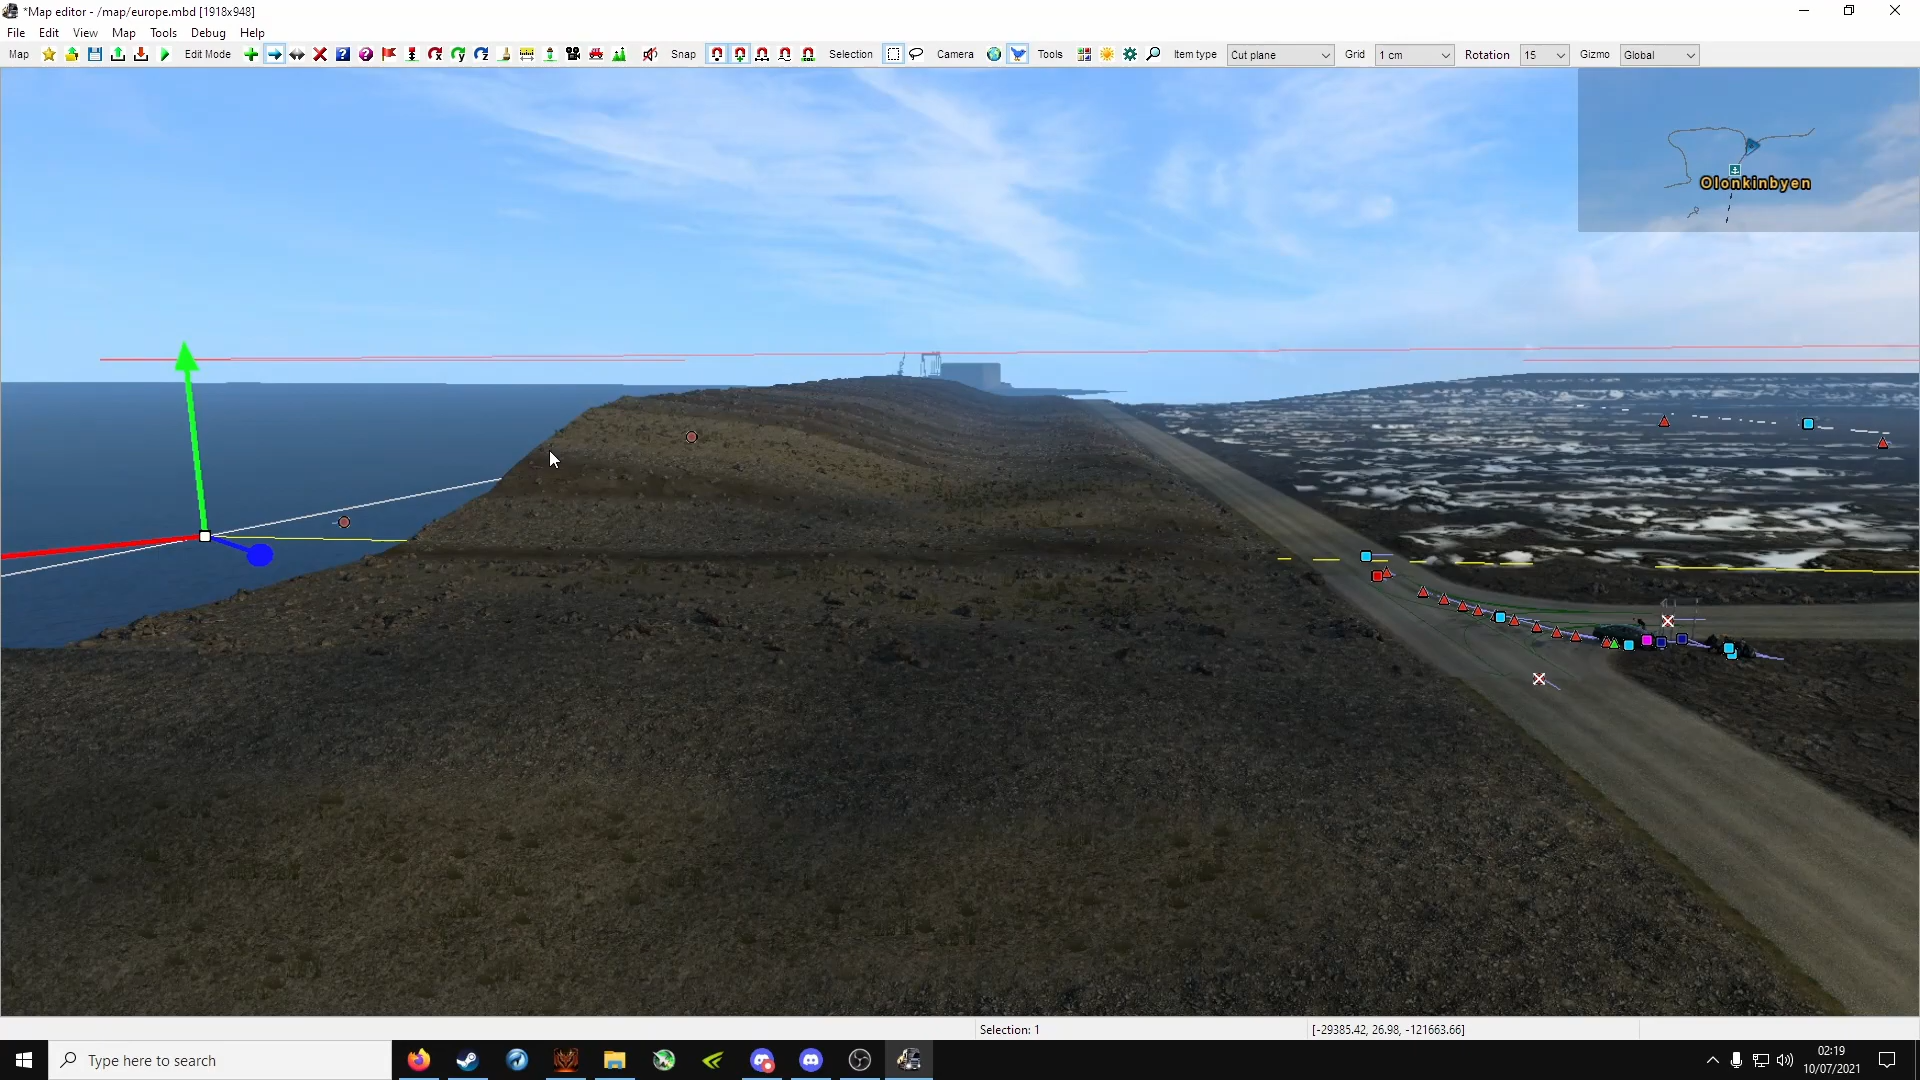 *Map editor - /map/europe.mbd [1918x948]
File Edit View Map Tools Debug Help
Map Edit Mode Snap Selection Camera Tools Item type Cut plane Grid 1 cm Rotation 15 Gizmo Global
Olonkinbyen
Selection: 1 [-29385.42, 26.98, -121663.66]
Type here to search
02:19
10/07/2021